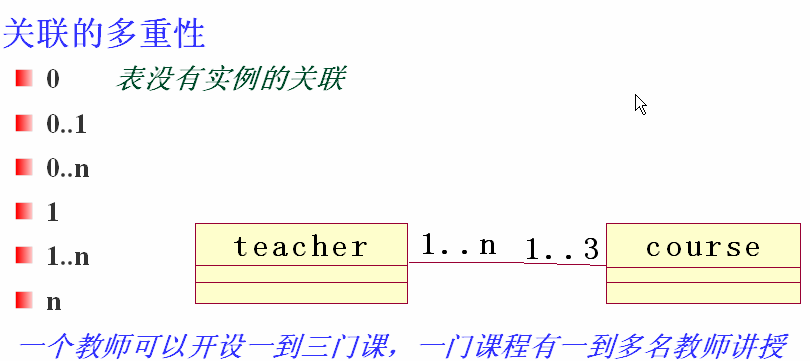 关联的多重性
0 表没有实例的关联
0..1
0..n
1
1..n
n
teacher 1..n 1..3 course
一个教师可以开设一到三门课，一门课程有一到多名教师讲授